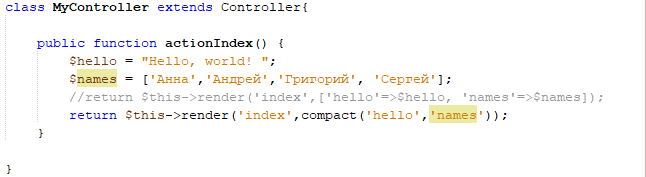 class MyController extends Controller{
public function actionIndex() {
$hello = "Hello, world! ";
$names = ['Анна','Андрей','Григорий', 'Сергей'];
//return $this->render('index',['hello'=>$hello, 'names'=>$names]);
return $this->render('index',compact('hello','names'));
}
}